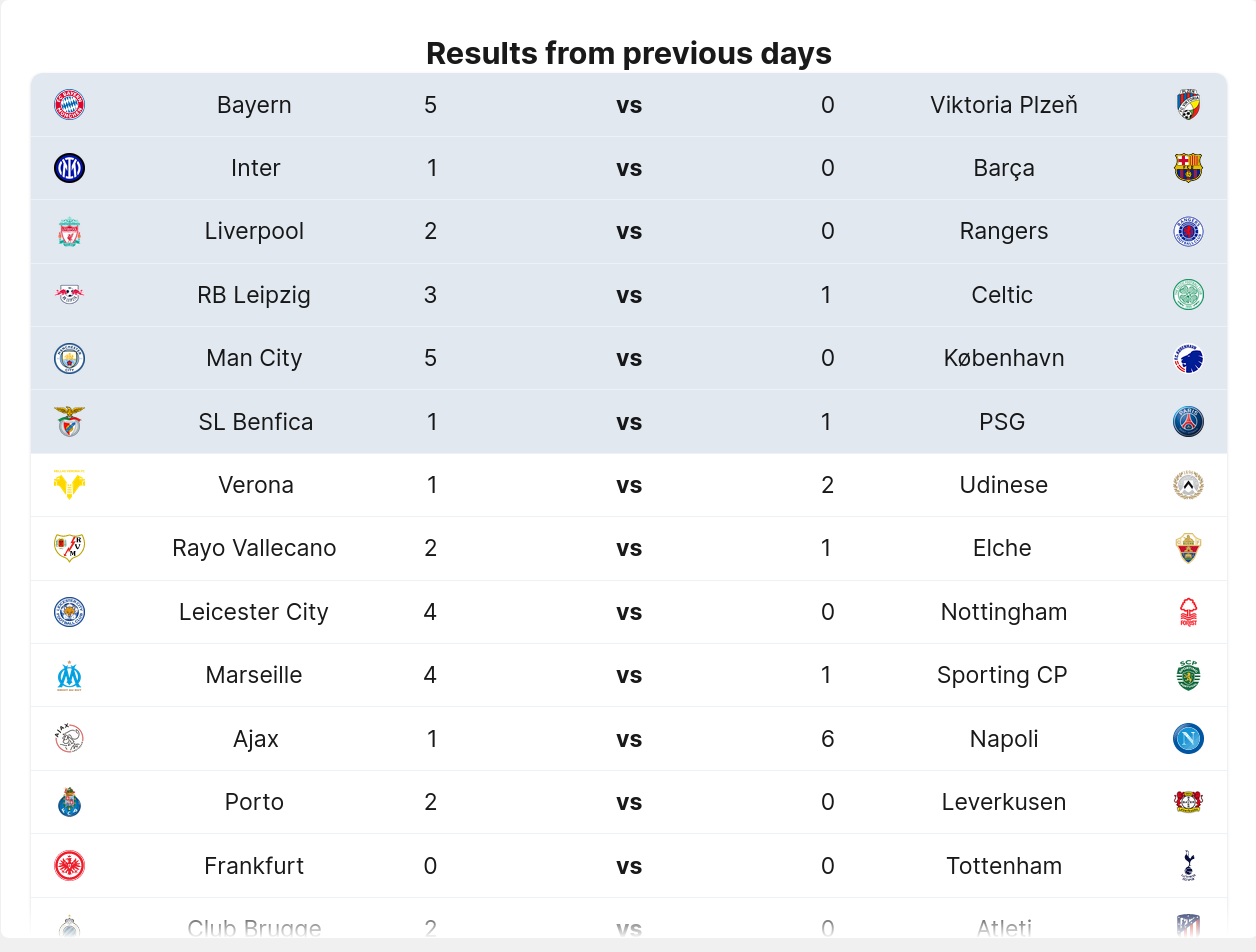 Results from previous days
Bayern 5 vs 0 Viktoria Plzeň
Inter 1 vs 0 Barça
Liverpool 2 vs 0 Rangers
RB Leipzig 3 vs 1 Celtic
Man City 5 vs 0 København
SL Benfica 1 vs 1 PSG
Verona 1 vs 2 Udinese
Rayo Vallecano 2 vs 1 Elche
Leicester City 4 vs 0 Nottingham
Marseille 4 vs 1 Sporting CP
Ajax 1 vs 6 Napoli
Porto 2 vs 0 Leverkusen
Frankfurt 0 vs 0 Tottenham
Club Brugge 2 vs 0 Atleti